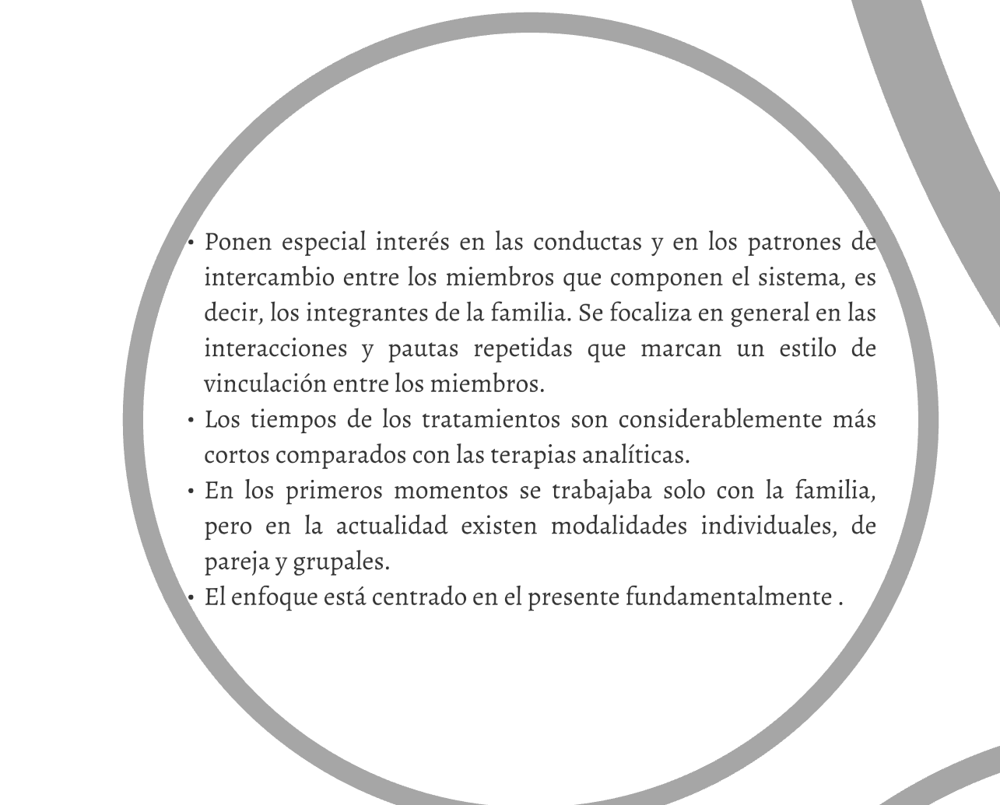 • Ponen especial interés en las conductas y en los patrones de
intercambio entre los miembros que componen el sistema, es
decir, los integrantes de la familia. Se focaliza en general en las
interacciones y pautas repetidas que marcan un estilo de
vinculación entre los miembros.
• Los tiempos de los tratamientos son considerablemente más
cortos comparados con las terapias analíticas.
• En los primeros momentos se trabajaba solo con la familia,
pero en la actualidad existen modalidades individuales, de
pareja y grupales.
• El enfoque está centrado en el presente fundamentalmente .